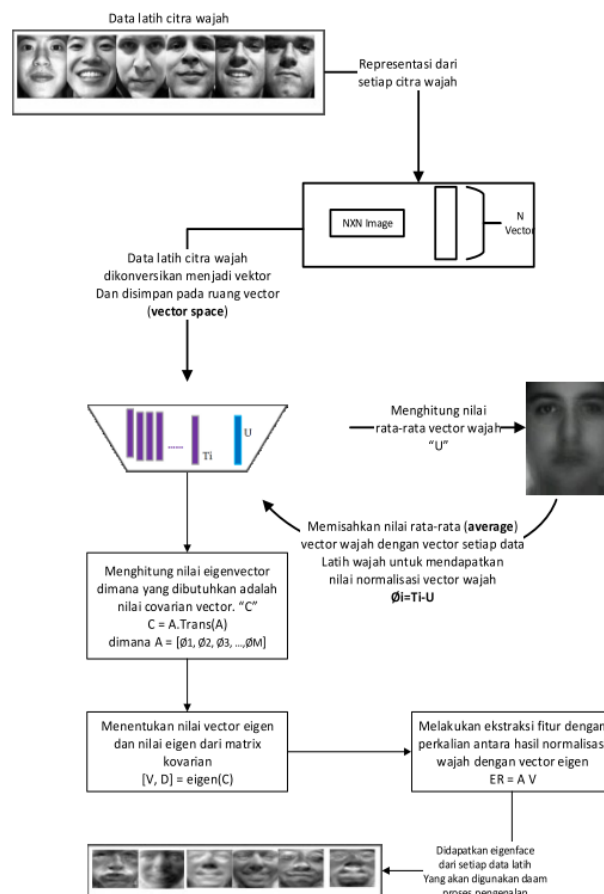 Data latih citra wajah
Representasi dari
setiap citra wajah
NXN Image
N
Vector
Data latih citra wajah
dikonversikan menjadi vektor
Dan disimpan pada ruang vector
(vector space)
......
Ti
U
Menghitung nilai
rata-rata vector wajah
“U”
Memisahkan nilai rata-rata (average)
vector wajah dengan vector setiap data
Latih wajah untuk mendapatkan
nilai normalisasi vector wajah
Øi=Ti-U
Menghitung nilai eigenvector
dimana yang dibutuhkan adalah
nilai covarian vector. “C”
C = A.Trans(A)
dimana A = [Ø1, Ø2, Ø3, ...,ØM]
Menentukan nilai vector eigen
dan nilai eigen dari matrix
kovarian
[V, D] = eigen(C)
Melakukan ekstraksi fitur dengan
perkalian antara hasil normalisas
wajah dengan vector eigen
ER = A V
Didapatkan eigenface
dari setiap data latih
Yang akan digunakan daam
proses pengenalan